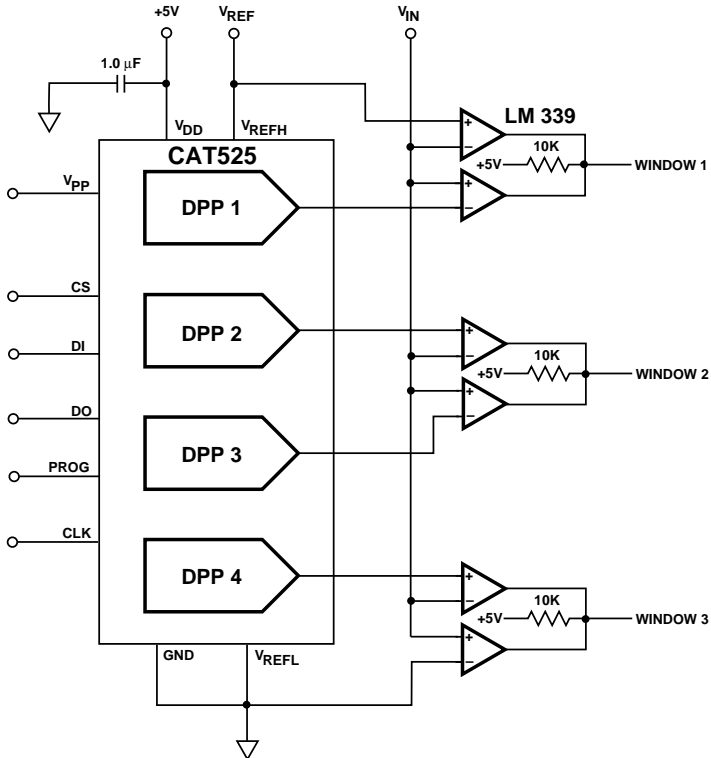 +5V
VREF
VIN
1.0 µF
VDD
VREFH
LM 339
CAT525
+
−
10K
+5V
WINDOW 1
VPP
DPP 1
+
−
CS
DPP 2
+
−
DI
10K
+5V
WINDOW 2
+
−
DO
DPP 3
PROG
CLK
DPP 4
+
−
10K
+5V
WINDOW 3
+
−
GND
VREFL